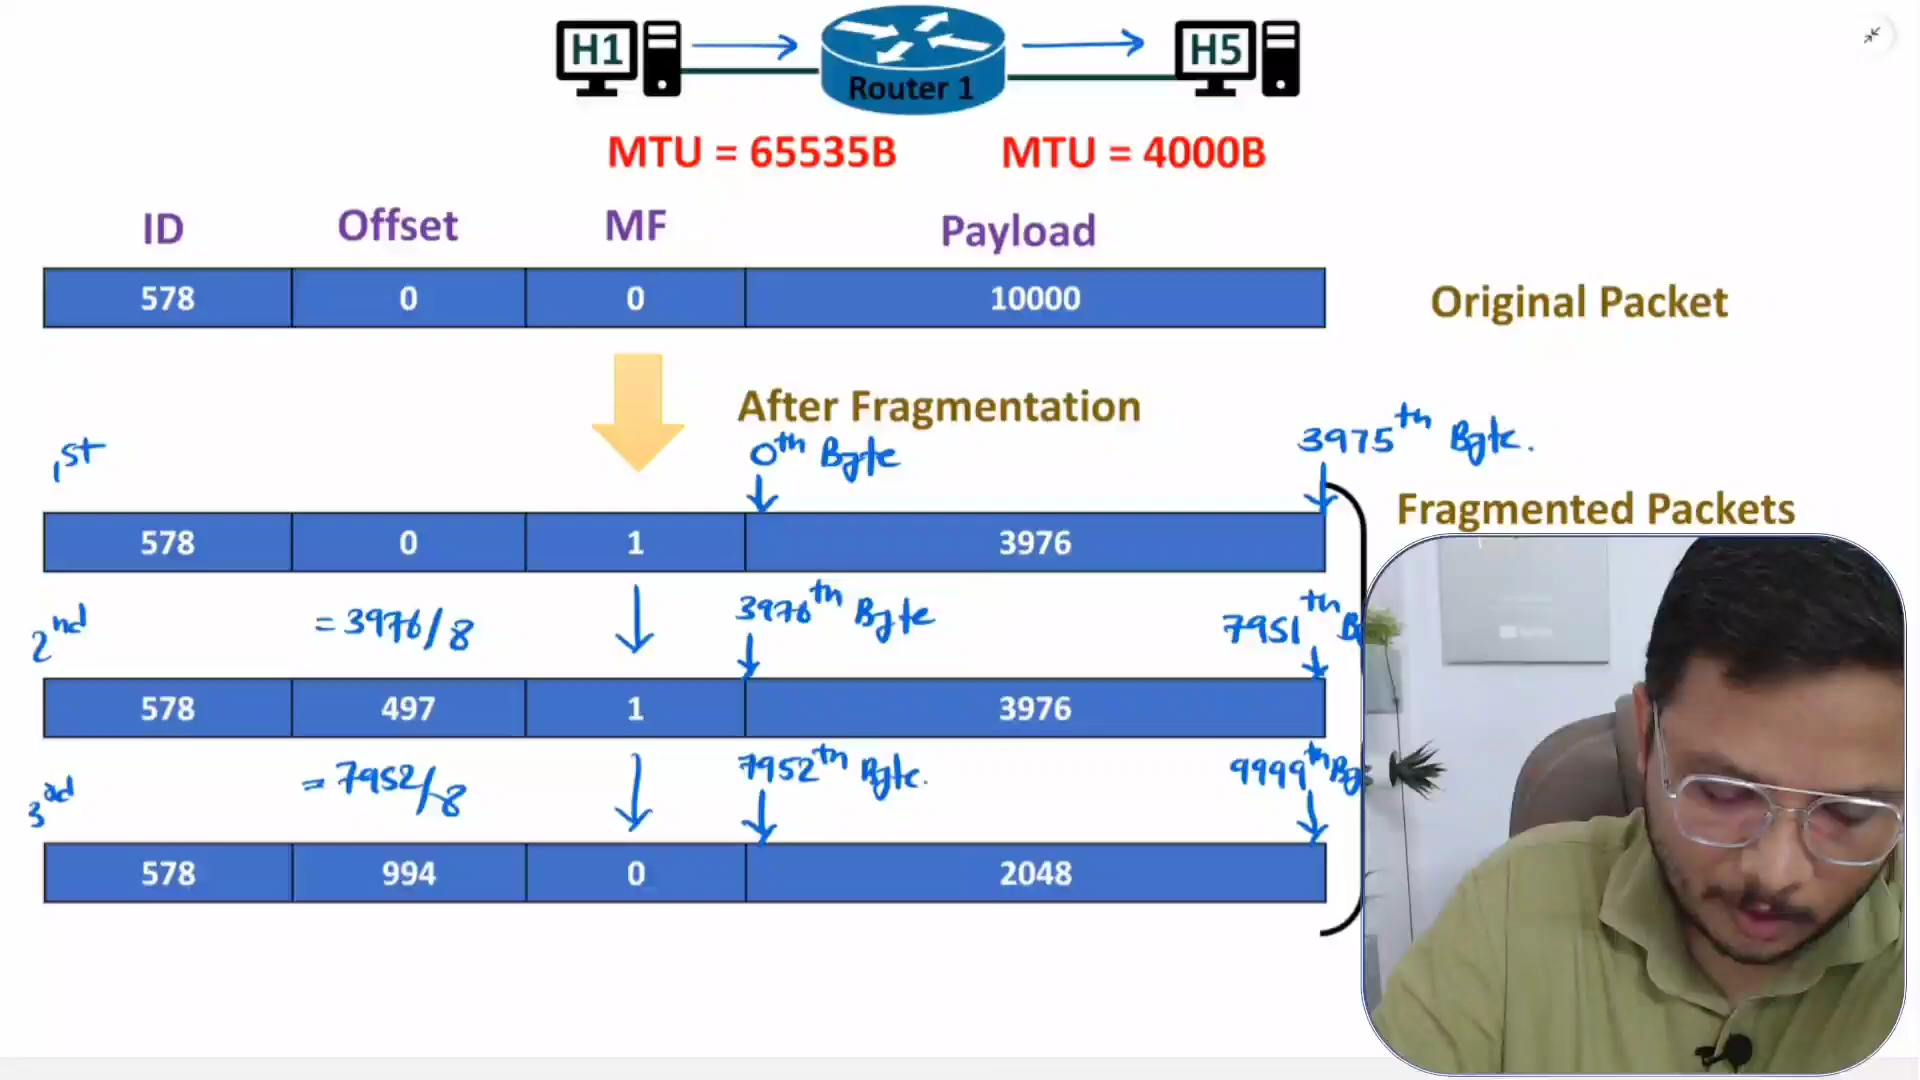 H1 Router 1 H5
MTU = 65535B MTU = 4000B
ID Offset MF Payload
578 0 0 10000 Original Packet
After Fragmentation
1st 0th Byte 3975th Byte.
Fragmented Packets
578 0 1 3976
2nd = 3976/8 3976th Byte 7951th B
578 497 1 3976
3rd = 7952/8 7952th Byte. 9999th By
578 994 0 2048